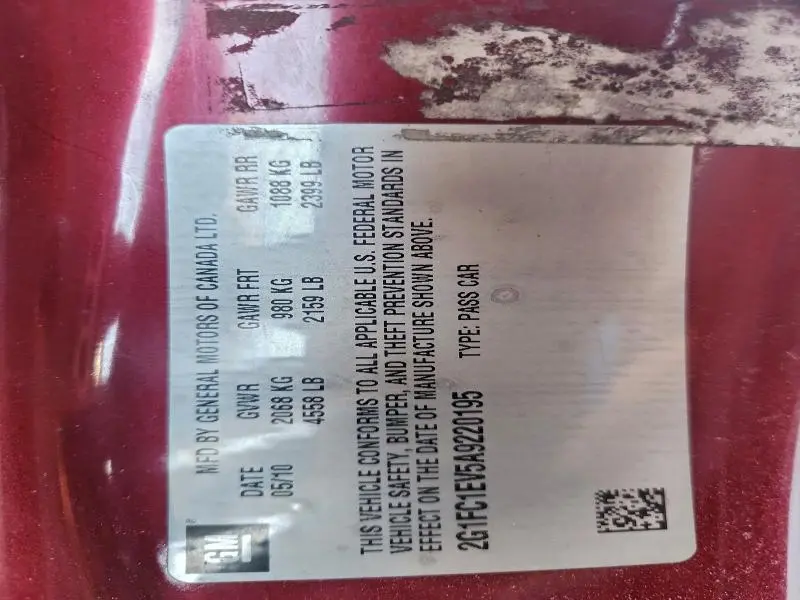 GM®
MFD BY GENERAL MOTORS OF CANADA LTD.
DATE GVWR GAWR FRT GAWR RR
05/10 2068 KG 980 KG 1088 KG
4558 LB 2159 LB 2399 LB
THIS VEHICLE CONFORMS TO ALL APPLICABLE U.S. FEDERAL MOTOR
VEHICLE SAFETY, BUMPER, AND THEFT PREVENTION STANDARDS IN
EFFECT ON THE DATE OF MANUFACTURE SHOWN ABOVE.
2G1FC1EV5A9220195 TYPE: PASS CAR